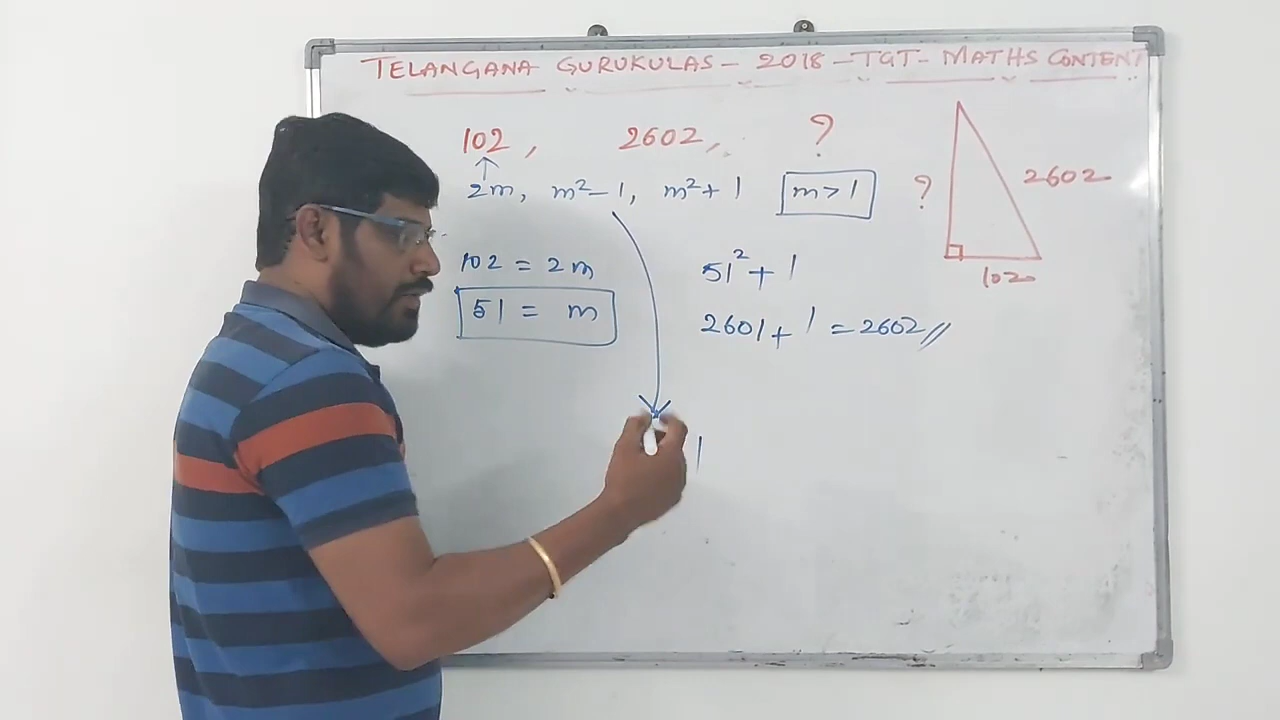 TELANGANA GURUKULAS - 2018 - TGT - MATHS CONTENT
102, 2602, ?
2m, m²-1, m²+1 m>1
? 2602
102
102 = 2m
51 = m
51²+1
2601+1 = 2602//
1